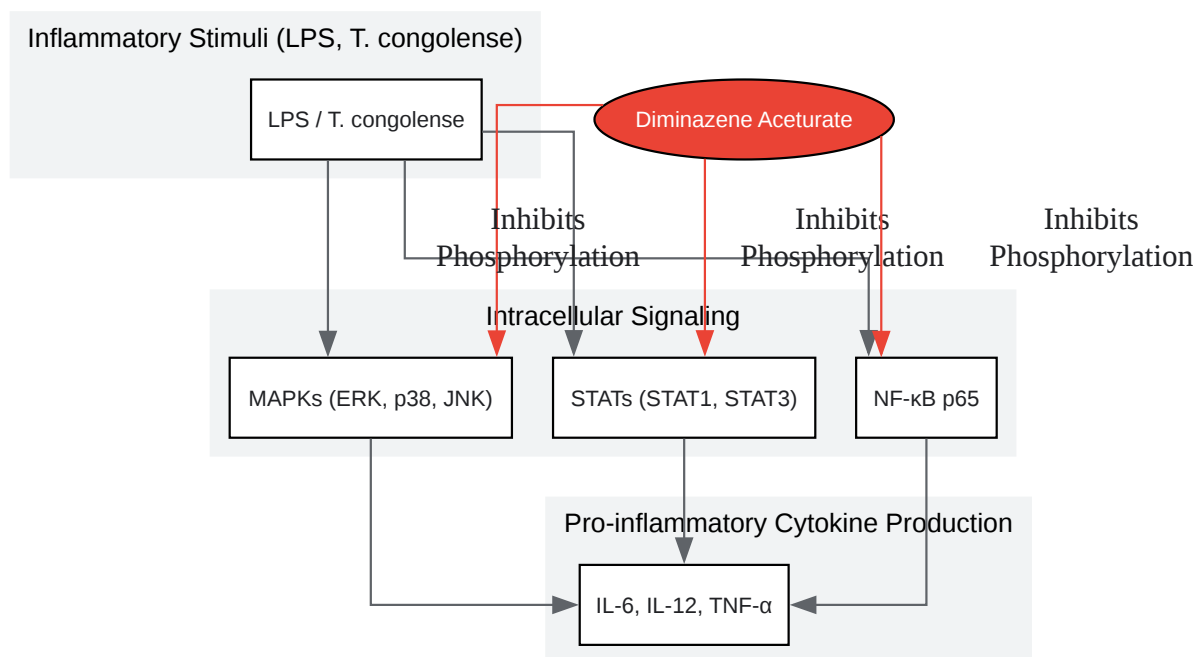 Inflammatory Stimuli (LPS, T. congolense)
LPS / T. congolense
Diminazene Aceturate
Inhibits
Phosphorylation
Inhibits
Phosphorylation
Inhibits
Phosphorylation
Intracellular Signaling
MAPKs (ERK, p38, JNK)
STATs (STAT1, STAT3)
NF-κB p65
Pro-inflammatory Cytokine Production
IL-6, IL-12, TNF-α